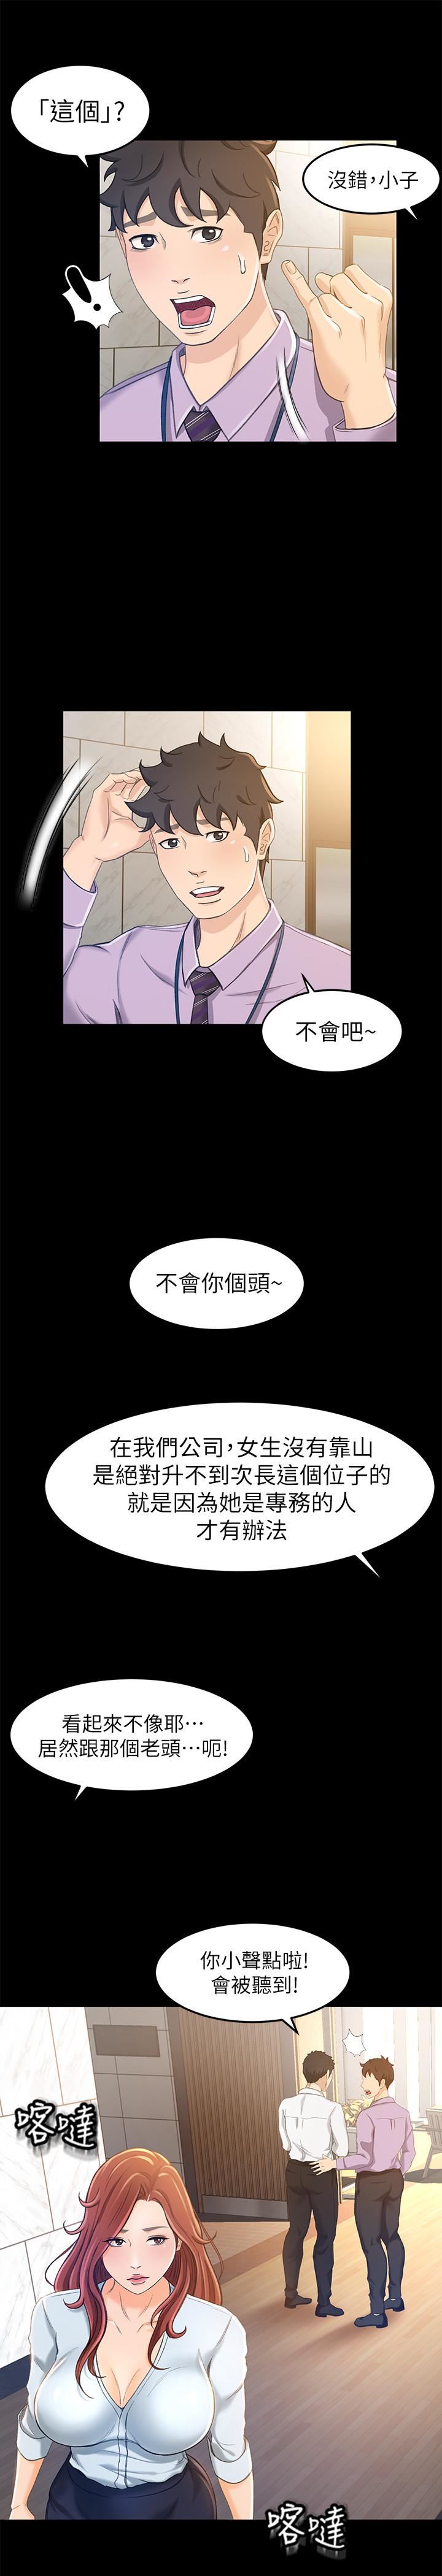 「這個」?
沒錯,小子
不會吧~
不會你個頭~
在我們公司,女生沒有靠山
是絕對升不到次長這個位子的
就是因為她是專務的人
才有辦法
看起來不像耶…
居然跟那個老頭…呃!
你小聲點啦!
會被聽到!
喀噠
喀噠